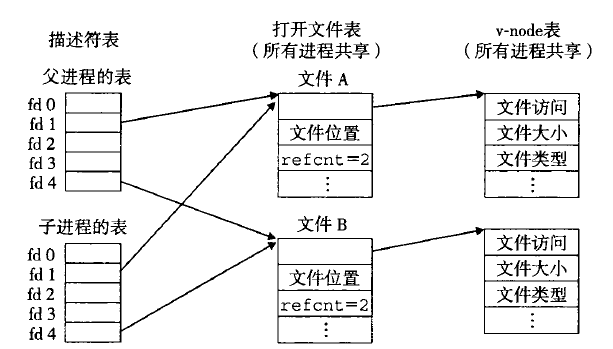 描述符表
打开文件表
（所有进程共享）
v-node表
（所有进程共享）
父进程的表
fd 0
fd 1
fd 2
fd 3
fd 4
文件 A
文件位置
refcnt=2
⋮
文件访问
文件大小
文件类型
⋮
子进程的表
fd 0
fd 1
fd 2
fd 3
fd 4
文件 B
文件位置
refcnt=2
⋮
文件访问
文件大小
文件类型
⋮